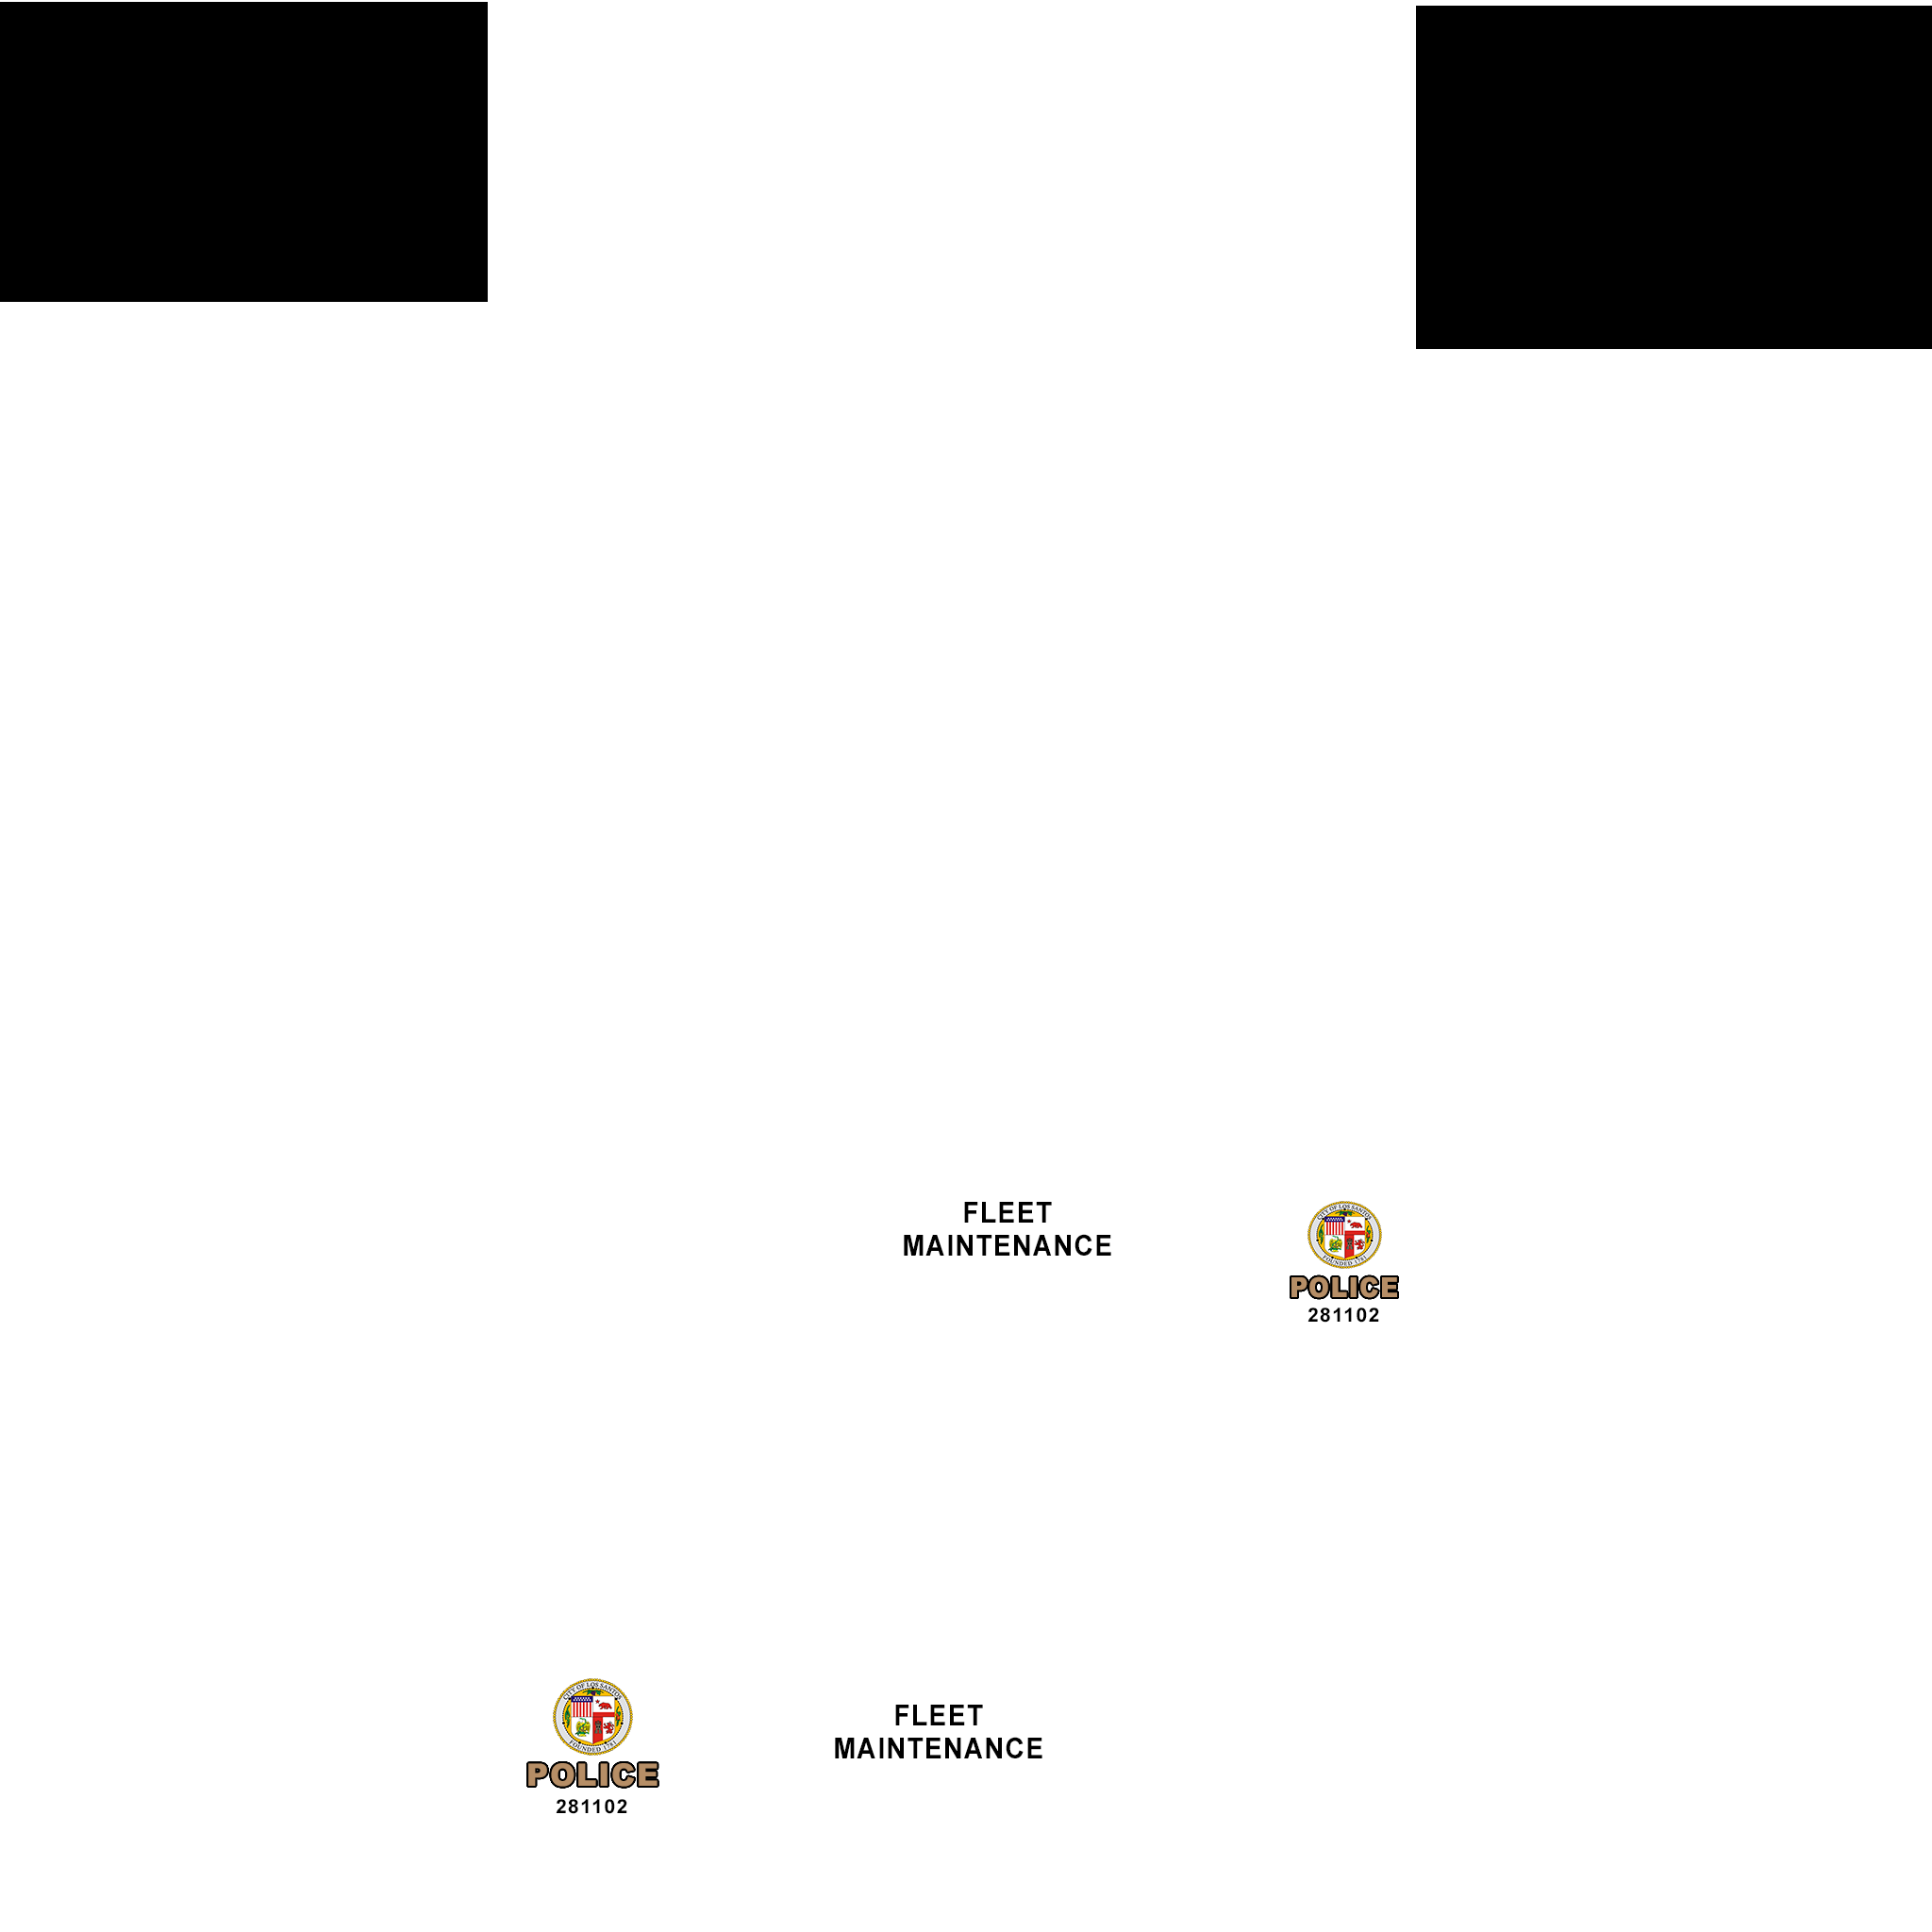 FLEET
MAINTENANCE
CITY OF LOS SANTOS
FOUNDED 1781
POLICE
281102
CITY OF LOS SANTOS
FOUNDED 1781
POLICE
281102
FLEET
MAINTENANCE